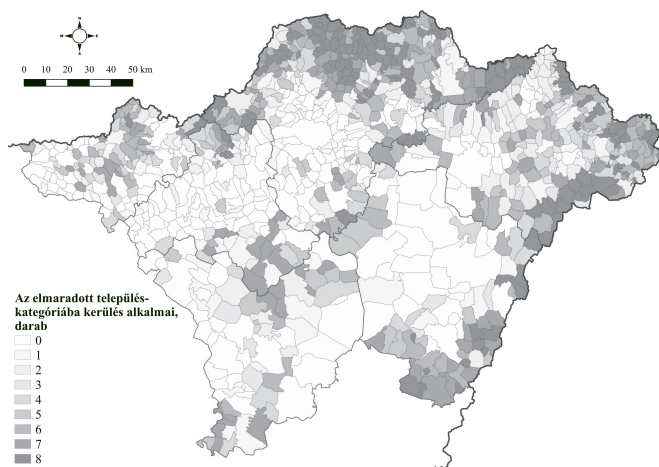 N
W E
S
0 10 20 30 40 50 km
Az elmaradott település-
kategóriába kerülés alkalmai,
darab
0
1
2
3
4
5
6
7
8